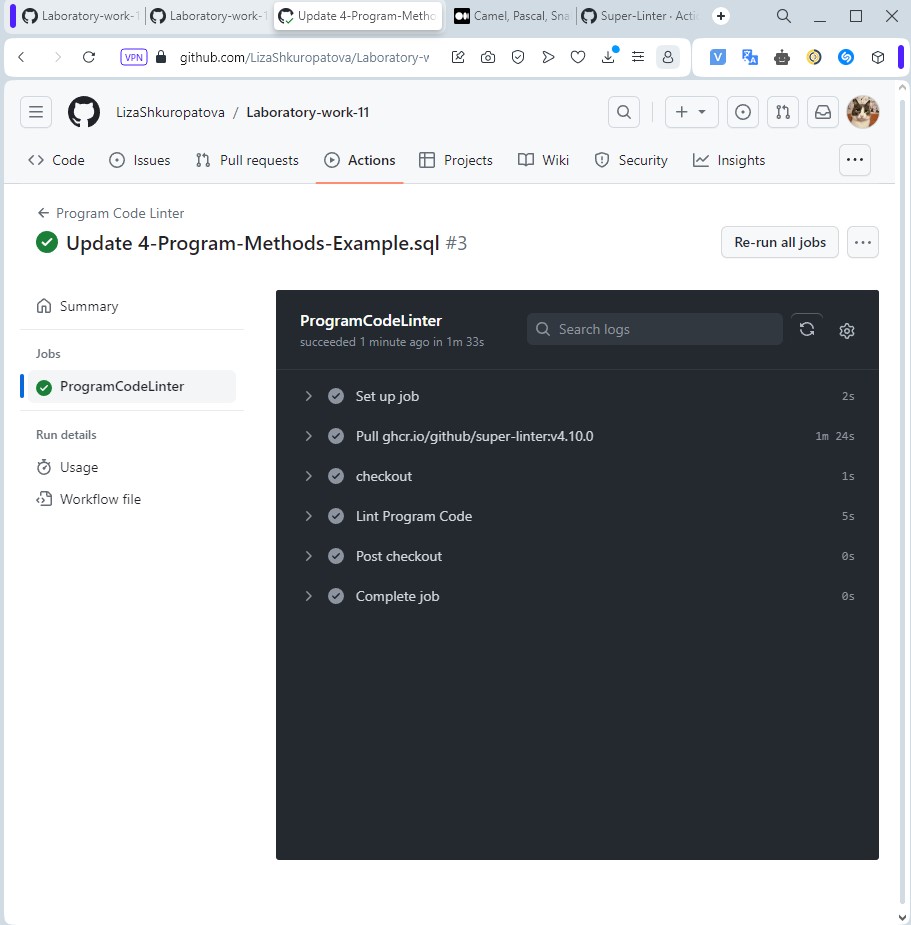 Laboratory-work-1 Laboratory-work-1 Update 4-Program-Metho Camel, Pascal, Sna Super-Linter · Actio
VPN github.com/LizaShkuropatova/Laboratory-w
LizaShkuropatova / Laboratory-work-11
Code Issues Pull requests Actions Projects Wiki Security Insights
Program Code Linter
Update 4-Program-Methods-Example.sql #3
Re-run all jobs
Summary
Jobs
ProgramCodeLinter
Run details
Usage
Workflow file
ProgramCodeLinter
succeeded 1 minute ago in 1m 33s
Search logs
Set up job 2s
Pull ghcr.io/github/super-linter:v4.10.0 1m 24s
checkout 1s
Lint Program Code 5s
Post checkout 0s
Complete job 0s